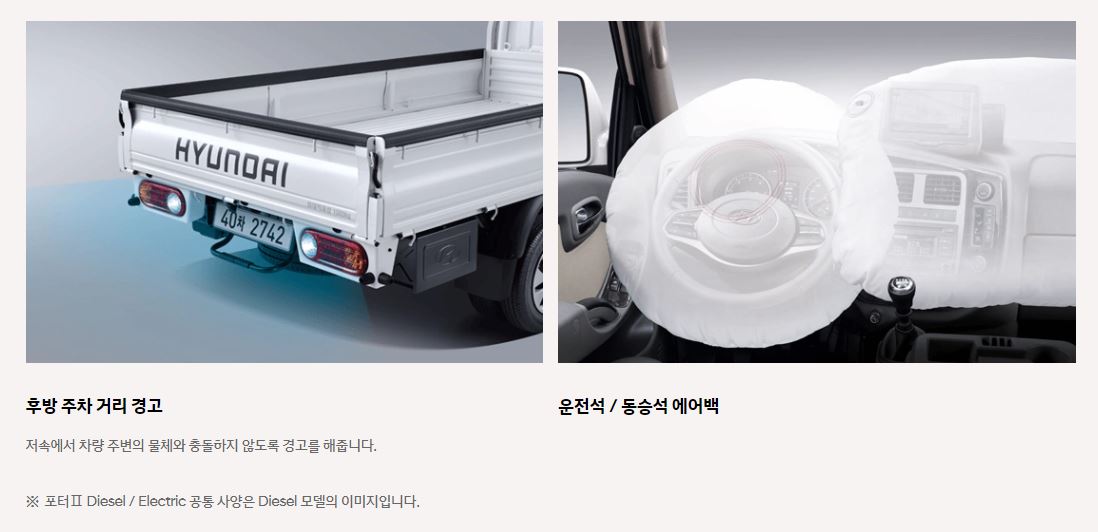 HYUNDAI
40차 2742
후방 주차 거리 경고
저속에서 차량 주변의 물체와 충돌하지 않도록 경고를 해줍니다.
※ 포터Ⅱ Diesel / Electric 공통 사양은 Diesel 모델의 이미지입니다.
운전석 / 동승석 에어백